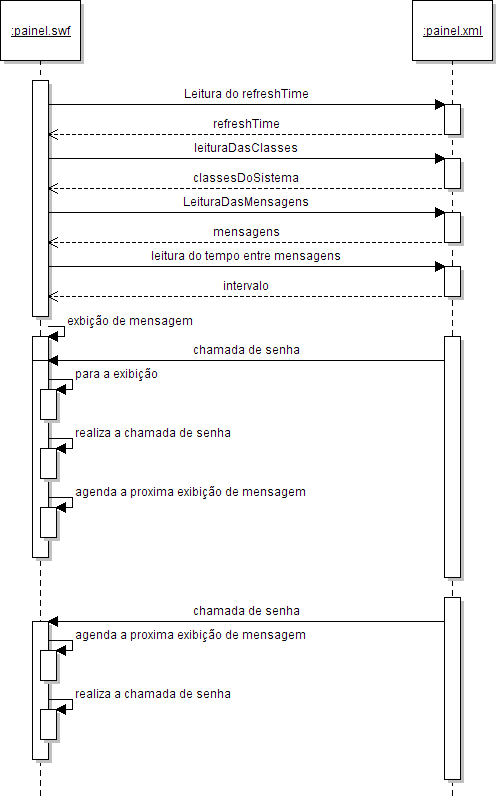 :painel.swf
:painel.xml
Leitura do refreshTime
refreshTime
leituraDasClasses
classesDoSistema
LeituraDasMensagens
mensagens
leitura do tempo entre mensagens
intervalo
exbição de mensagem
chamada de senha
para a exibição
realiza a chamada de senha
agenda a proxima exibição de mensagem
chamada de senha
agenda a proxima exibição de mensagem
realiza a chamada de senha